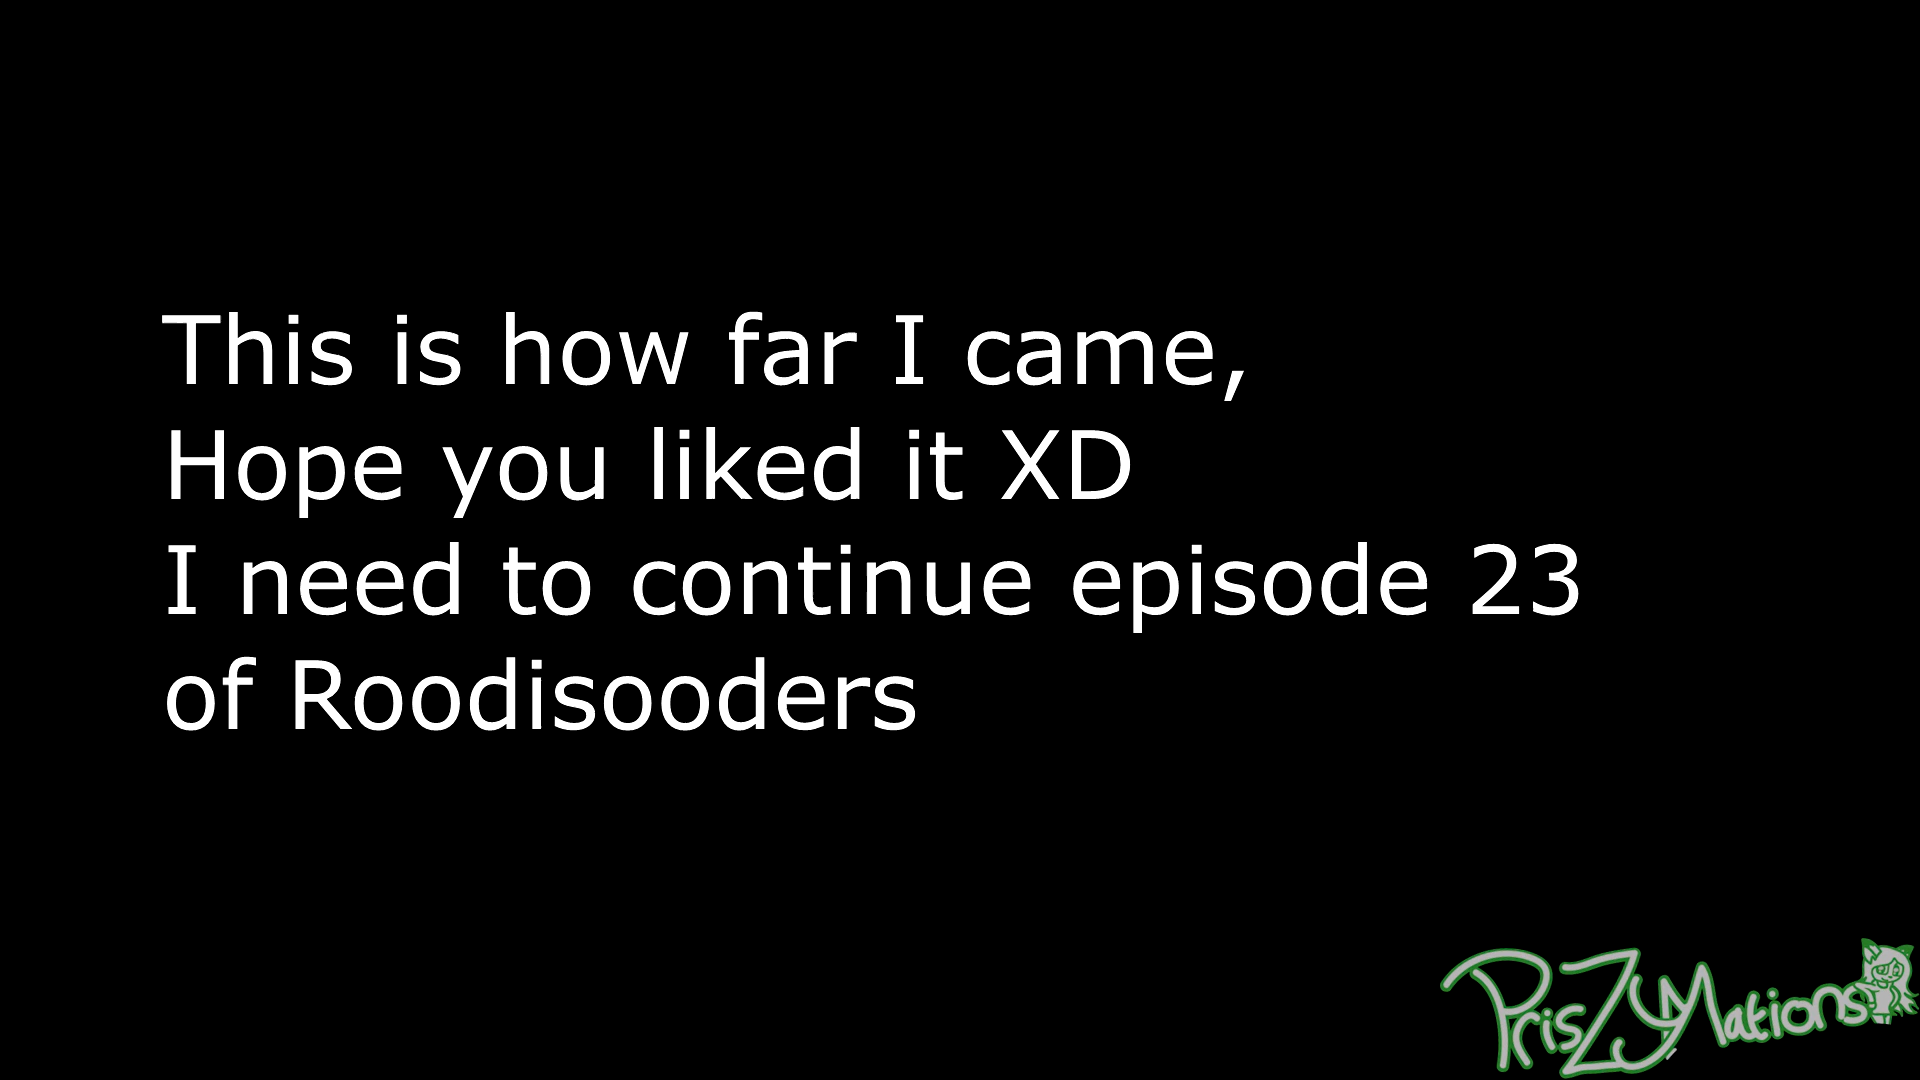 This is how far I came,
Hope you liked it XD
I need to continue episode 23
of Roodisooders
PrisZyMations